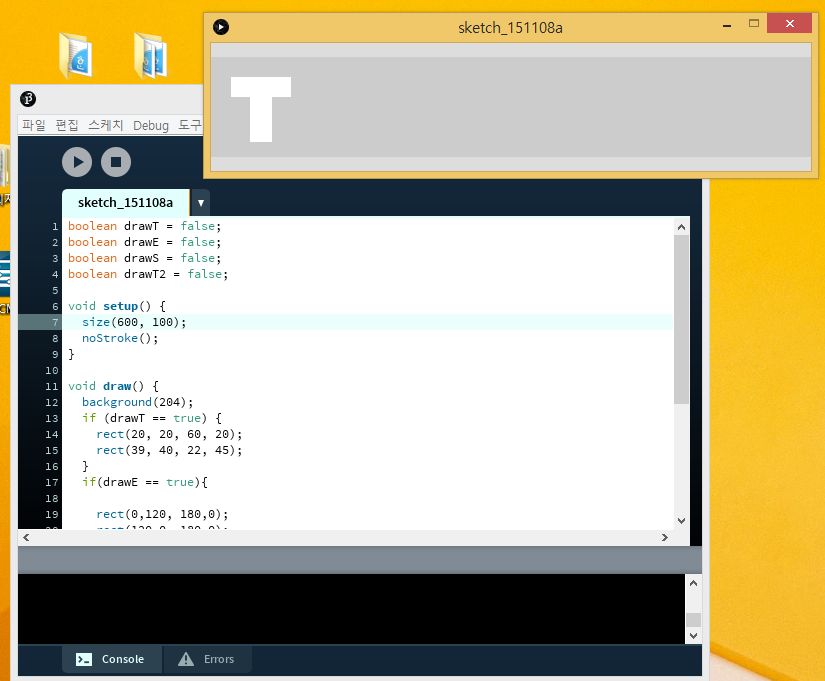 sketch_151108a
T
파일 편집 스케치 Debug 도구
sketch_151108a
1 boolean drawT = false;
2 boolean drawE = false;
3 boolean drawS = false;
4 boolean drawT2 = false;
5
6 void setup() {
7 size(600, 100);
8 noStroke();
9 }
10
11 void draw() {
12 background(204);
13 if (drawT == true) {
14 rect(20, 20, 60, 20);
15 rect(39, 40, 22, 45);
16 }
17 if(drawE == true){
18
19 rect(0,120, 180,0);
Console Errors